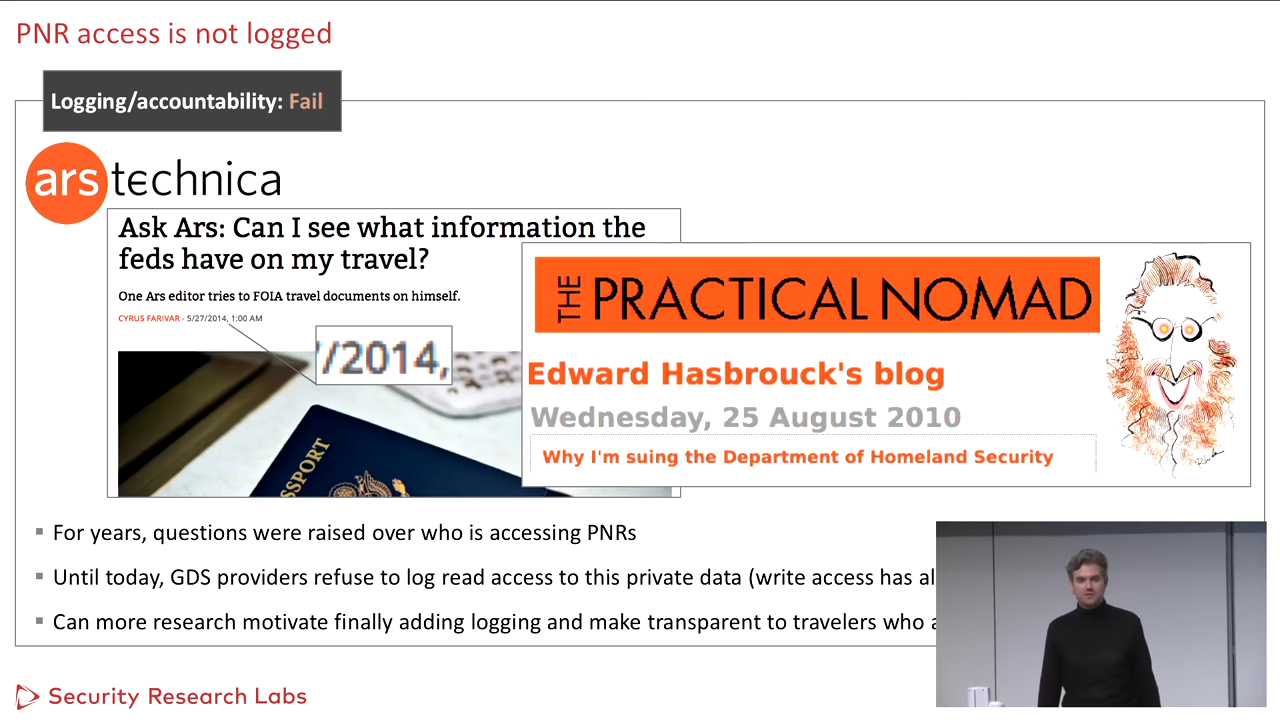 PNR access is not logged
Logging/accountability: Fail
ars technica
Ask Ars: Can I see what information the
feds have on my travel?
One Ars editor tries to FOIA travel documents on himself.
CYRUS FARIVAR - 5/27/2014, 1:00 AM
/2014,
THE PRACTICAL NOMAD
Edward Hasbrouck's blog
Wednesday, 25 August 2010
Why I'm suing the Department of Homeland Security
For years, questions were raised over who is accessing PNRs
Until today, GDS providers refuse to log read access to this private data (write access has
Can more research motivate finally adding logging and make transparent to travelers who
Security Research Labs